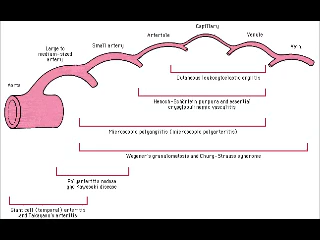 Capillary
Arteriole
Venule
Small artery
Vein
Large to
medium-sized
artery
Aorta
Cutaneous leukocytoclastic angiitis
Henoch-Schönlein purpura and essential
cryoglobulinemic vasculitis
Microscopic polyangiitis (microscopic polyarteritis)
Wegener's granulomatosis and Churg-Strauss syndrome
Polyarteritis nodosa
and Kawasaki disease
Giant cell (temporal) arteritis
and Takayasu's arteritis